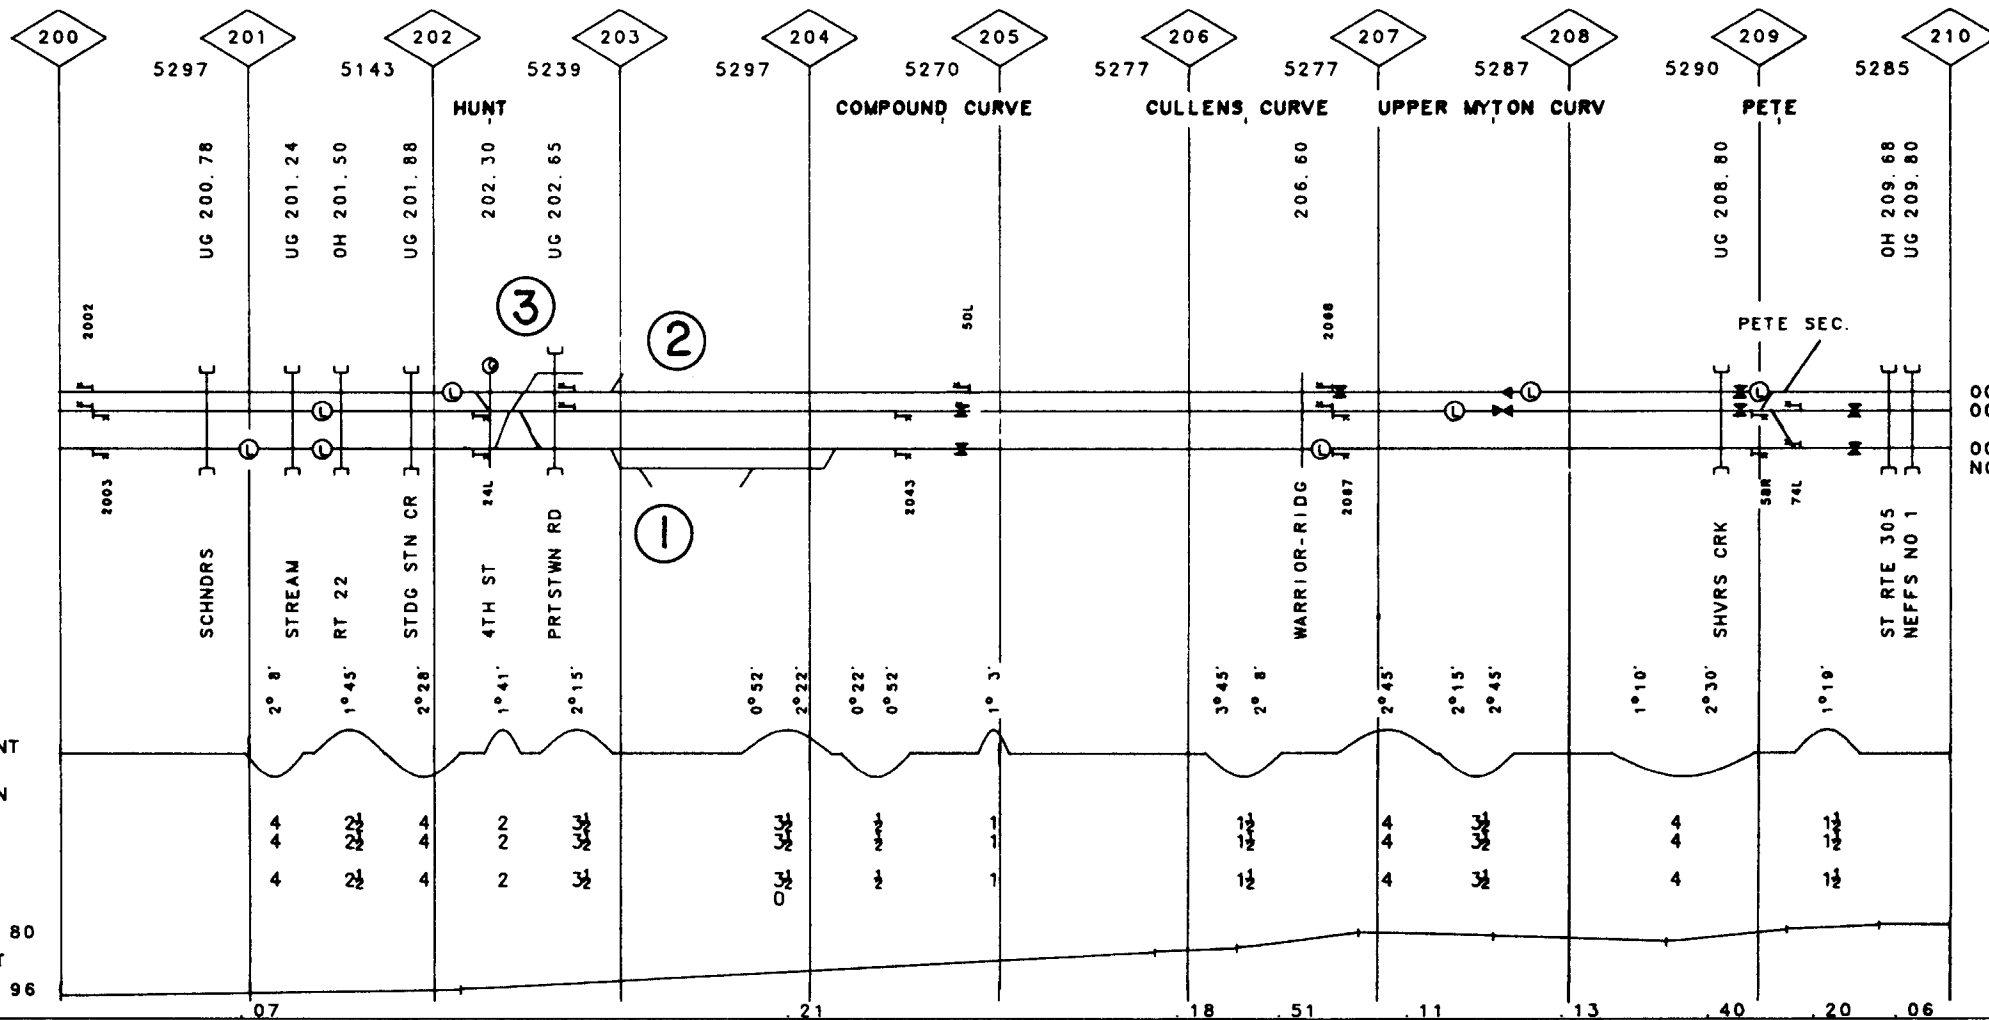 200 201 202 203 204 205 206 207 208 209 210
5297 5143 5239 5297 5270 5277 5277 5287 5290 5285
HUNT COMPOUND CURVE CULLENS CURVE UPPER MYTON CURV PETE
UG 200.78
UG 201.24
OH 201.50
UG 201.88
202.30
UG 202.65
206.60
UG 208.80
OH 209.68
UG 209.80
3
2
2002
50L
2068
PETE SEC.
L L
L L
L L L L
OO
OO
OO
NO
2003
24L
1
2043
2067
58R
74L
SCHNDRS
STREAM
RT 22
STDG STN CR
4TH ST
PRTSTWN RD
WARRIOR-RIDG
SHVRS CRK
ST RTE 305
NEFFS NO 1
2° 8' 1°45' 2°28' 1°41' 2°15' 0°52' 2°22' 0°22' 0°52' 1° 3' 3°45' 2° 8' 2°45' 2°15' 2°45' 1°10' 2°30' 1°19'
NT
N
4 2½ 4 2 3½ 3½ ½ 1 1½ 4 3½ 4 1½
4 2½ 4 2 3½ 3½ ½ 1 1½ 4 3½ 4 1½
4 2½ 4 2 3½ 3½ ½ 1 1½ 4 3½ 4 1½
0
80
T
96
.07 .21 .18 .51 .11 .13 .40 .20 .06